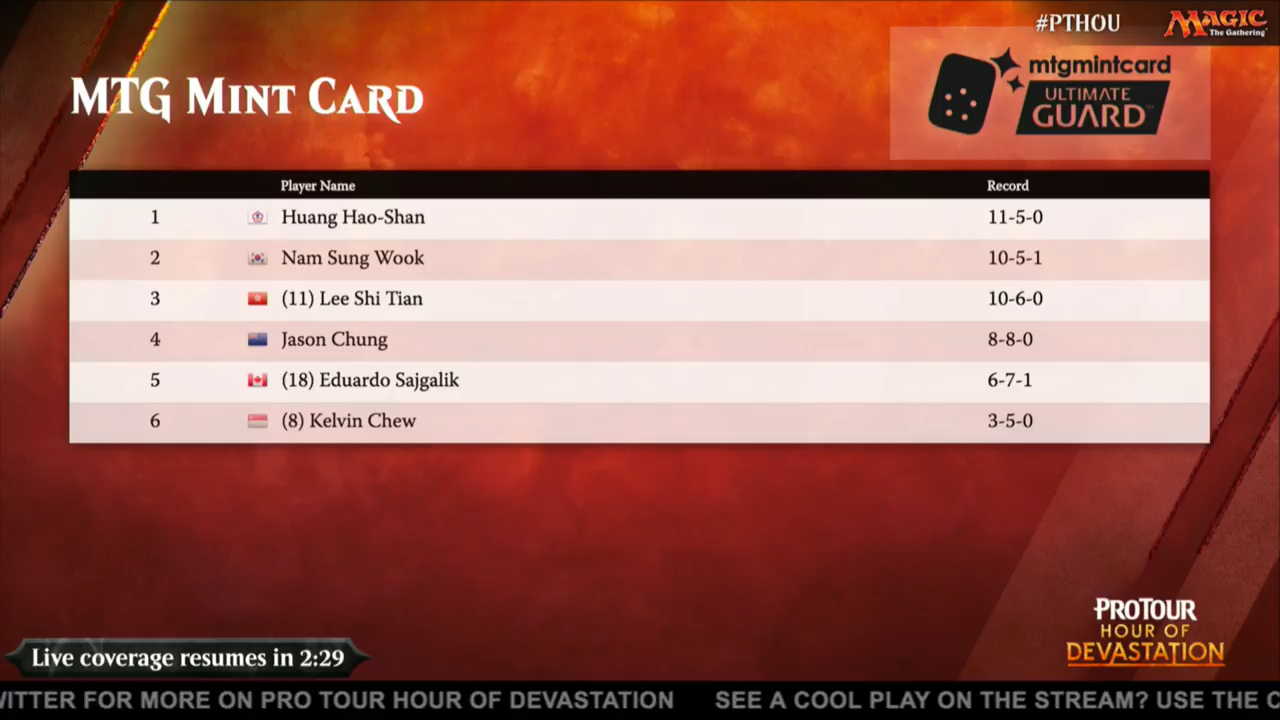 #PTHOU
MAGIC
The Gathering
MTG MINT CARD
mtgmintcard
ULTIMATE
GUARD™
Player Name Record
1 Huang Hao-Shan 11-5-0
2 Nam Sung Wook 10-5-1
3 (11) Lee Shi Tian 10-6-0
4 Jason Chung 8-8-0
5 (18) Eduardo Sajgalik 6-7-1
6 (8) Kelvin Chew 3-5-0
PROTOUR
HOUR OF
DEVASTATION
Live coverage resumes in 2:29
WITTER FOR MORE ON PRO TOUR HOUR OF DEVASTATION SEE A COOL PLAY ON THE STREAM? USE THE